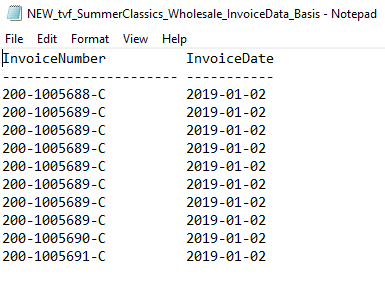 NEW_tvf_SummerClassics_Wholesale_InvoiceData_Basis - Notepad
File Edit Format View Help
InvoiceNumber InvoiceDate
---------------------- -----------
200-1005688-C 2019-01-02
200-1005689-C 2019-01-02
200-1005689-C 2019-01-02
200-1005689-C 2019-01-02
200-1005689-C 2019-01-02
200-1005689-C 2019-01-02
200-1005689-C 2019-01-02
200-1005689-C 2019-01-02
200-1005690-C 2019-01-02
200-1005691-C 2019-01-02